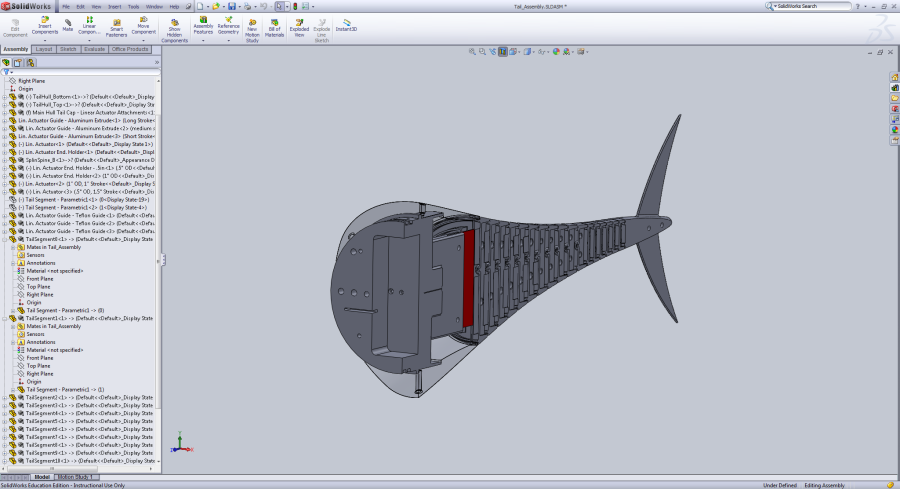 SolidWorks File Edit View Insert Tools Window Help Tail_Assembly.SLDASM * SolidWorks Search
Edit Component
Insert Components
Mate
Linear Compon...
Smart Fasteners
Move Component
Show Hidden Components
Assembly Features
Reference Geometry
New Motion Study
Bill of Materials
Exploded View
Explode Line Sketch
Instant3D
Assembly Layout Sketch Evaluate Office Products
Right Plane
Origin
(-) TailHull_Bottom<1>->? (Default<<Default>_Display
(-) TailHull_Top<1>->? (Default<<Default>_Display Sta
(f) Main Hull Tail Cap - Linear Actuator Attachments<1
Lin. Actuator Guide - Aluminum Extrude<1> (Long Stroke<
Lin. Actuator Guide - Aluminum Extrude<2> (medium s
Lin. Actuator Guide - Aluminum Extrude<3> (Short Stroke<
(-) Lin. Actuator<1> (Default<<Default>_Display State 1>)
(-) Lin. Actuator End. Holder<1> (Default<<Default>_Displ
SplinSpine_B<1>->? (Default<<Default>_Appearance D
(-) Lin. Actuator End. Holder - .5in<1> (.5" OD<<Defaul
(-) Lin. Actuator End. Holder<2> (Default<<Default>_Displ
(-) Lin. Actuator<2> (1" OD, 1" Stroke<<Default>_Display S
(-) Lin. Actuator<3> (.5" OD, 1.5" Stroke<<Default>_Dis
(-) Tail Segment - Parametric1<1> (0<Display State-19>)
(-) Tail Segment - Parametric1<2> (1<Display State-4>)
Lin. Actuator Guide - Teflon Guide<1> (Default<<Defau
Lin. Actuator Guide - Teflon Guide<2> (Default<<Defau
Lin. Actuator Guide - Teflon Guide<3> (Default<<Defau
TailSegment0<1> -> (Default<<Default>_Display State
Mates in Tail_Assembly
Sensors
Annotations
Material <not specified>
Front Plane
Top Plane
Right Plane
Origin
Tail Segment - Parametric1 -> (0)
TailSegment1<1> -> (Default<<Default>_Display State
Mates in Tail_Assembly
Sensors
Annotations
Material <not specified>
Front Plane
Top Plane
Right Plane
Origin
Tail Segment - Parametric1 -> (1)
TailSegment2<1> -> (Default<<Default>_Display State
TailSegment3<1> -> (Default<<Default>_Display State
TailSegment4<1> -> (Default<<Default>_Display State
TailSegment5<1> -> (Default<<Default>_Display State
TailSegment6<1> -> (Default<<Default>_Display State
TailSegment7<1> -> (Default<<Default>_Display State
TailSegment8<1> -> (Default<<Default>_Display State
TailSegment9<1> -> (Default<<Default>_Display State
TailSegment10<1> -> (Default<<Default>_Display State
Model Motion Study 1
SolidWorks Education Edition - Instructional Use Only Under Defined Editing Assembly